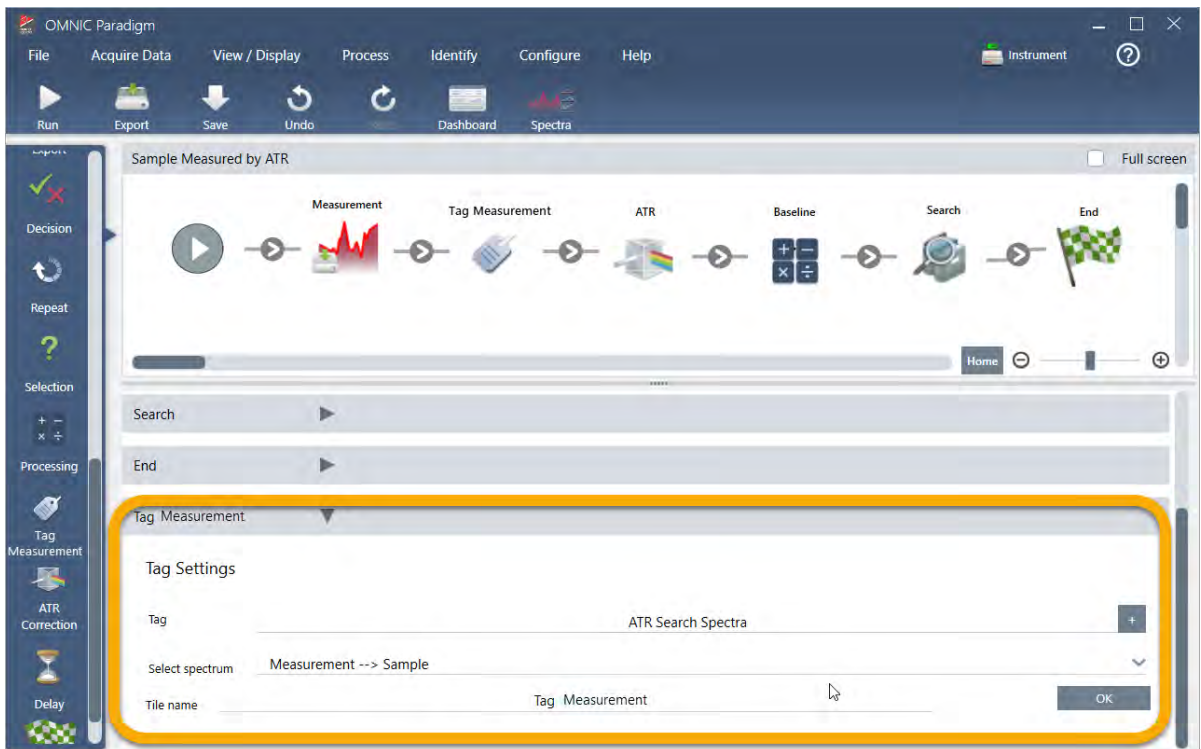 OMNIC Paradigm
File Acquire Data View / Display Process Identify Configure Help Instrument
Run Export Save Undo Dashboard Spectra
Export
Decision
Repeat
Selection
Processing
Tag
Measurement
ATR
Correction
Delay
Sample Measured by ATR Full screen
Measurement Tag Measurement ATR Baseline Search End
Home
Search
End
Tag Measurement
Tag Settings
Tag ATR Search Spectra +
Select spectrum Measurement --> Sample
Tile name Tag Measurement OK